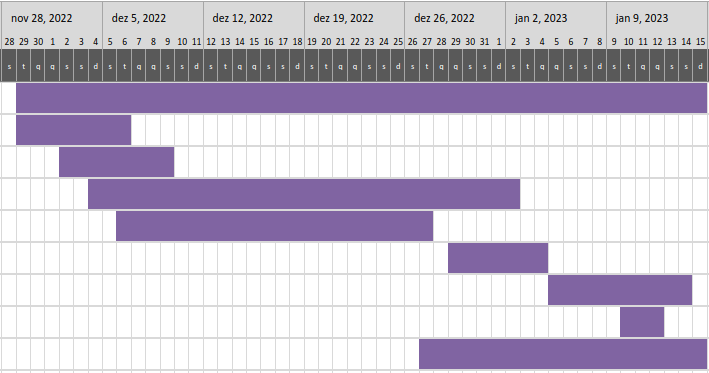 nov 28, 2022 dez 5, 2022 dez 12, 2022 dez 19, 2022 dez 26, 2022 jan 2, 2023 jan 9, 2023
28 29 30 1 2 3 4 5 6 7 8 9 10 11 12 13 14 15 16 17 18 19 20 21 22 23 24 25 26 27 28 29 30 31 1 2 3 4 5 6 7 8 9 10 11 12 13 14 15
s t q q s s d s t q q s s d s t q q s s d s t q q s s d s t q q s s d s t q q s s d s t q q s s d